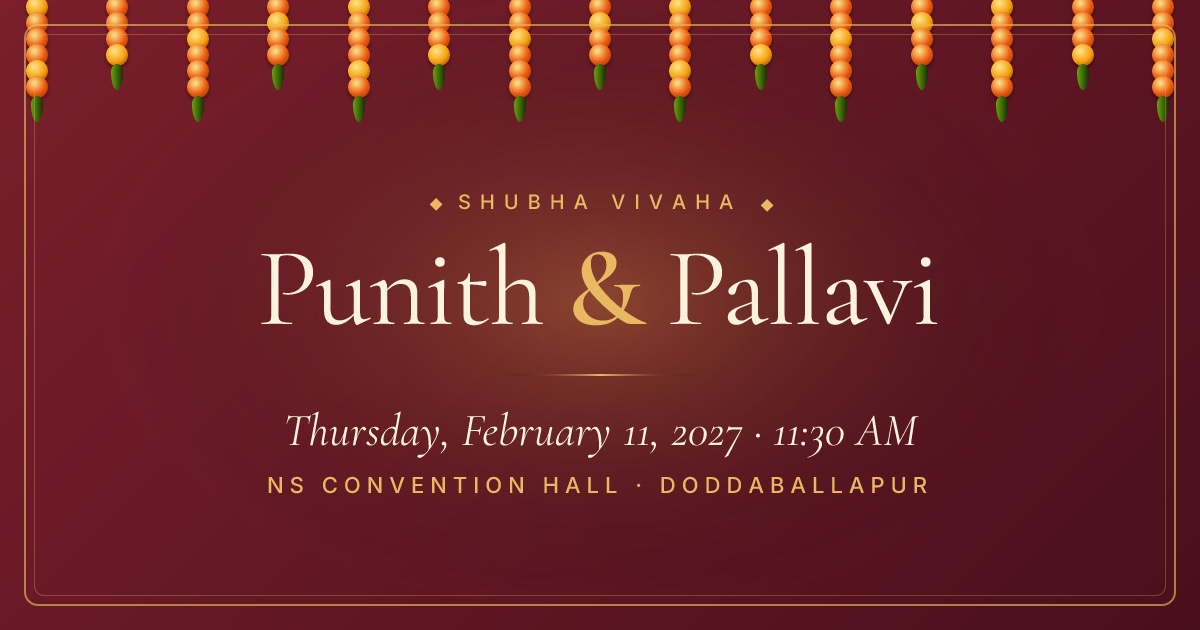 ◆ SHUBHA VIVAHA ◆
Punith & Pallavi
Thursday, February 11, 2027 · 11:30 AM
NS CONVENTION HALL · DODDABALLAPUR